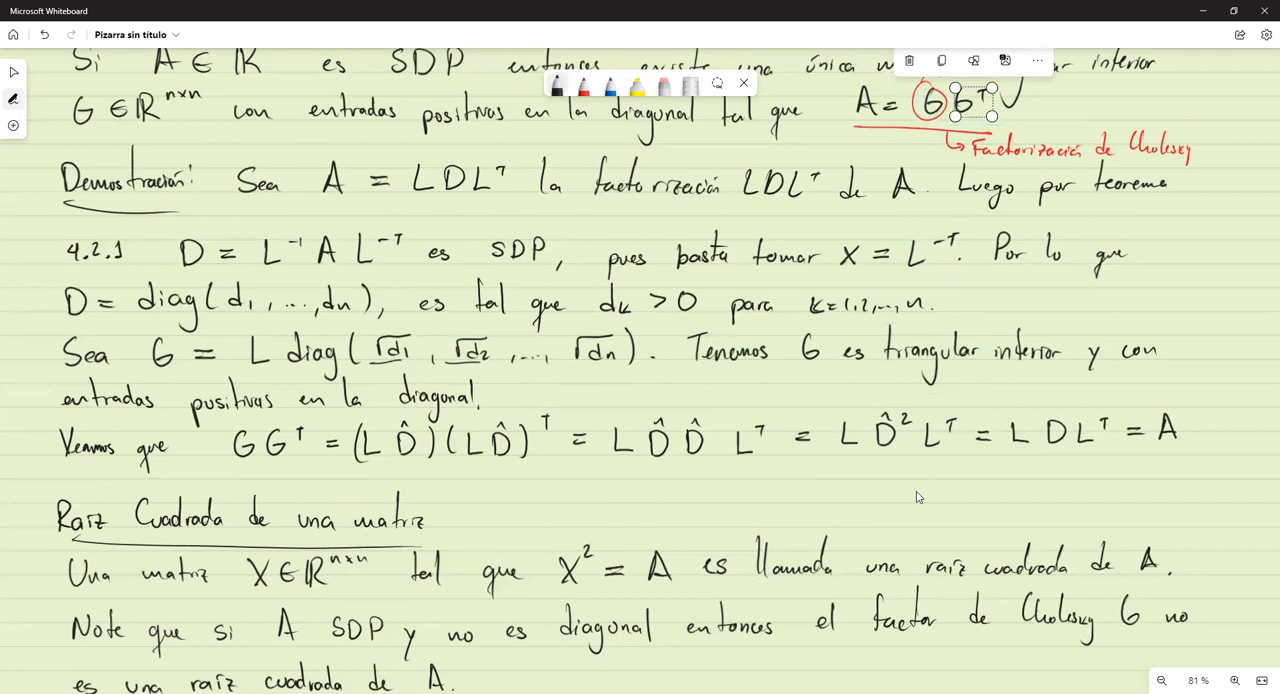 Microsoft Whiteboard
Pizarra sin título
Si A ∈ ℝ es SDP entonces existe una única interior
G ∈ ℝⁿˣⁿ con entradas positivas en la diagonal tal que A = G Gᵀ
↳ Factorización de Cholesky
Demostración: Sea A = LDLᵀ la factorización LDLᵀ de A. Luego por teorema
4.2.1 D = L⁻¹ A L⁻ᵀ es SDP, pues basta tomar X = L⁻ᵀ. Por lo que
D = diag(d₁, ..., dn), es tal que dk > 0 para k=1,2,...,n.
Sea G = L diag(√d₁, √d₂, ..., √dn). Tenemos G es triangular inferior y con
entradas positivas en la diagonal.
Veamos que G Gᵀ = (L D̂)(L D̂)ᵀ = L D̂ D̂ Lᵀ = L D̂² Lᵀ = L D Lᵀ = A
Raíz Cuadrada de una matriz
Una matriz X ∈ ℝⁿˣⁿ tal que X² = A es llamada una raíz cuadrada de A.
Note que si A SDP y no es diagonal entonces el factor de Cholesky G no
es una raíz cuadrada de A.
81 %